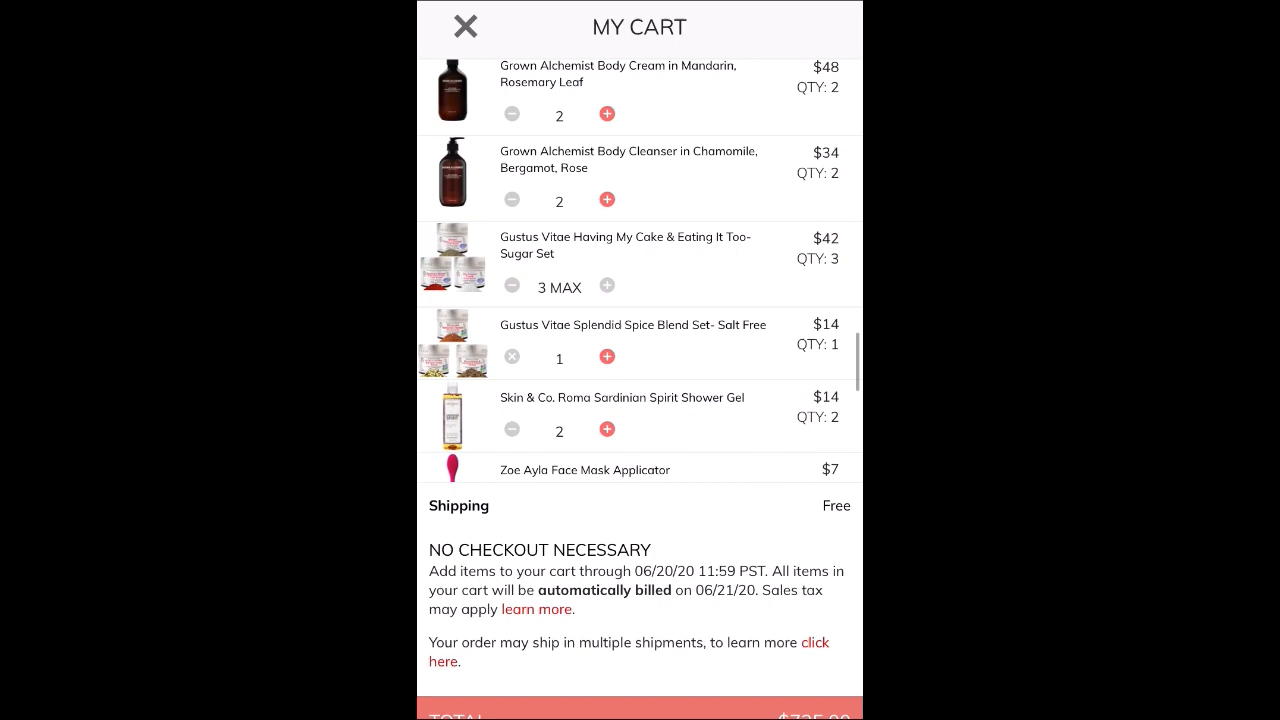 MY CART
Grown Alchemist Body Cream in Mandarin,
Rosemary Leaf
$48
QTY: 2
2
Grown Alchemist Body Cleanser in Chamomile,
Bergamot, Rose
$34
QTY: 2
2
Gustus Vitae Having My Cake & Eating It Too-
Sugar Set
$42
QTY: 3
3 MAX
Gustus Vitae Splendid Spice Blend Set- Salt Free
$14
QTY: 1
1
Skin & Co. Roma Sardinian Spirit Shower Gel
$14
QTY: 2
2
Zoe Ayla Face Mask Applicator
$7
Shipping
Free
NO CHECKOUT NECESSARY
Add items to your cart through 06/20/20 11:59 PST. All items in
your cart will be automatically billed on 06/21/20. Sales tax
may apply learn more.
Your order may ship in multiple shipments, to learn more click
here.
TOTAL